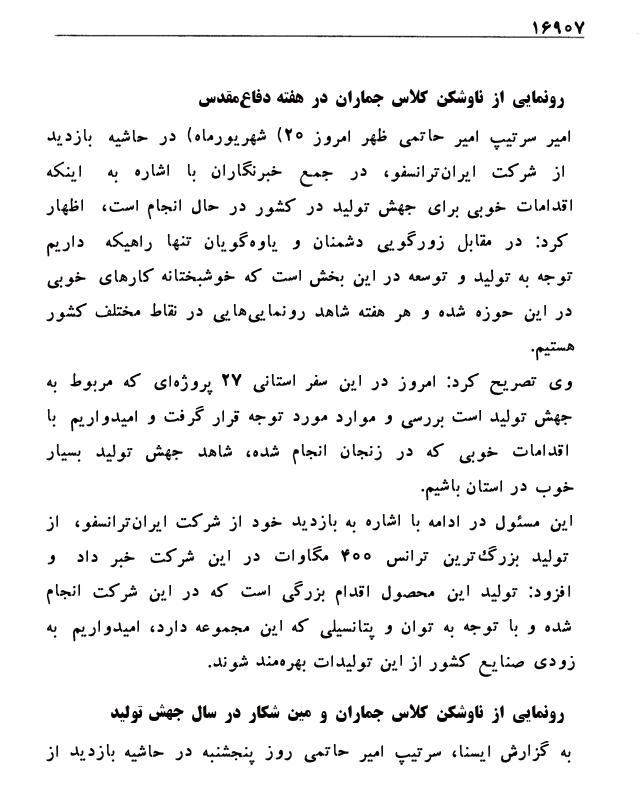 ۱۶۹۰۷
رونمایی از ناوشکن کلاس جماران در هفته دفاع‌مقدس
امیر سرتیپ امیر حاتمی ظهر امروز ۲۰) شهریورماه) در حاشیه بازدید
از شرکت ایران‌ترانسفو، در جمع خبرنگاران با اشاره به اینکه
اقدامات خوبی برای جهش تولید در کشور در حال انجام است، اظهار
کرد: در مقابل زورگویی دشمنان و یاوه‌گویان تنها راهیکه داریم
توجه به تولید و توسعه در این بخش است که خوشبختانه کارهای خوبی
در این حوزه شده و هر هفته شاهد رونمایی‌هایی در نقاط مختلف کشور
هستیم.
وی تصریح کرد: امروز در این سفر استانی ۲۷ پروژه‌ای که مربوط به
جهش تولید است بررسی و موارد مورد توجه قرار گرفت و امیدواریم با
اقدامات خوبی که در زنجان انجام شده، شاهد جهش تولید بسیار
خوب در استان باشیم.
این مسئول در ادامه با اشاره به بازدید خود از شرکت ایران‌ترانسفو، از
تولید بزرگ‌ترین ترانس ۴۰۰ مگاوات در این شرکت خبر داد و
افزود: تولید این محصول اقدام بزرگی است که در این شرکت انجام
شده و با توجه به توان و پتانسیلی که این مجموعه دارد، امیدواریم به
زودی صنایع کشور از این تولیدات بهره‌مند شوند.
رونمایی از ناوشکن کلاس جماران و مین شکار در سال جهش تولید
به گزارش ایسنا، سرتیپ امیر حاتمی روز پنجشنبه در حاشیه بازدید از